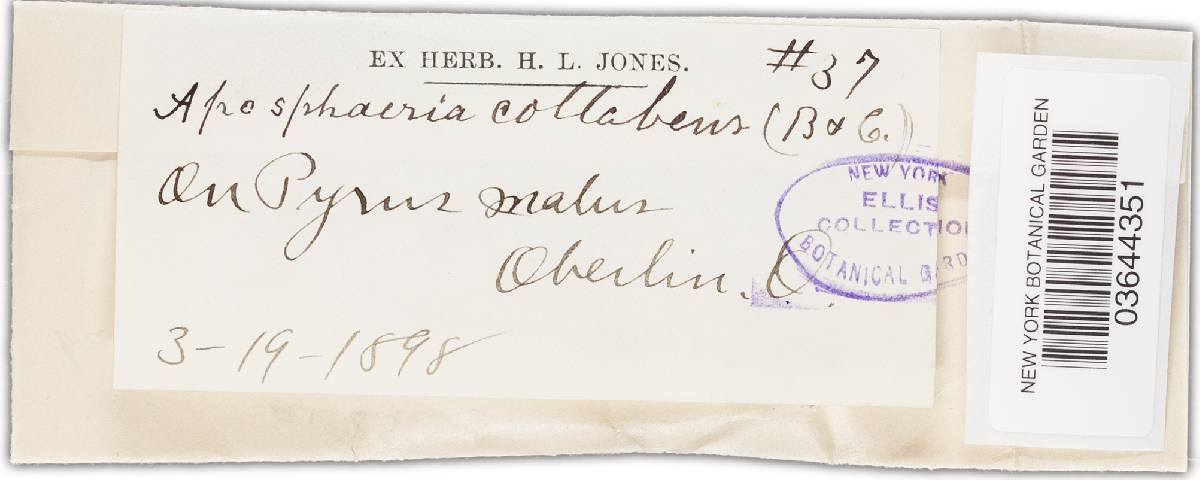 EX HERB. H. L. JONES. #37
Aposphaeria cottabens (B & C.)
On Pyrus malus
Oberlin. O.
3-19-1898
NEW YORK
ELLIS
COLLECTION
BOTANICAL GARD
NEW YORK BOTANICAL GARDEN
03644351